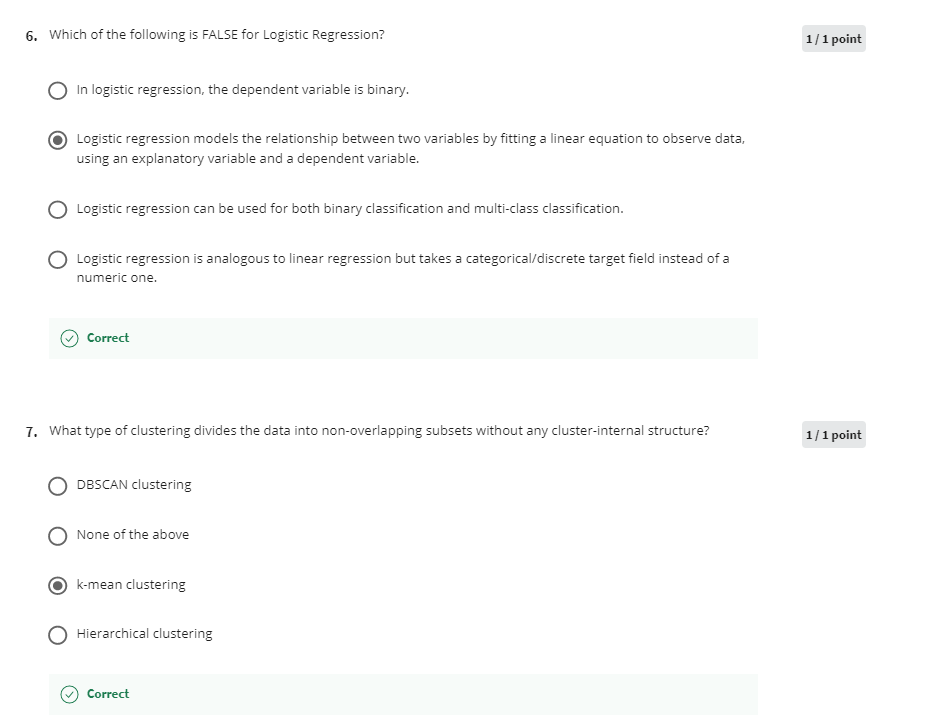 6. Which of the following is FALSE for Logistic Regression?
1 / 1 point
In logistic regression, the dependent variable is binary.
Logistic regression models the relationship between two variables by fitting a linear equation to observe data,
using an explanatory variable and a dependent variable.
Logistic regression can be used for both binary classification and multi-class classification.
Logistic regression is analogous to linear regression but takes a categorical/discrete target field instead of a
numeric one.
Correct
7. What type of clustering divides the data into non-overlapping subsets without any cluster-internal structure?
1 / 1 point
DBSCAN clustering
None of the above
k-mean clustering
Hierarchical clustering
Correct